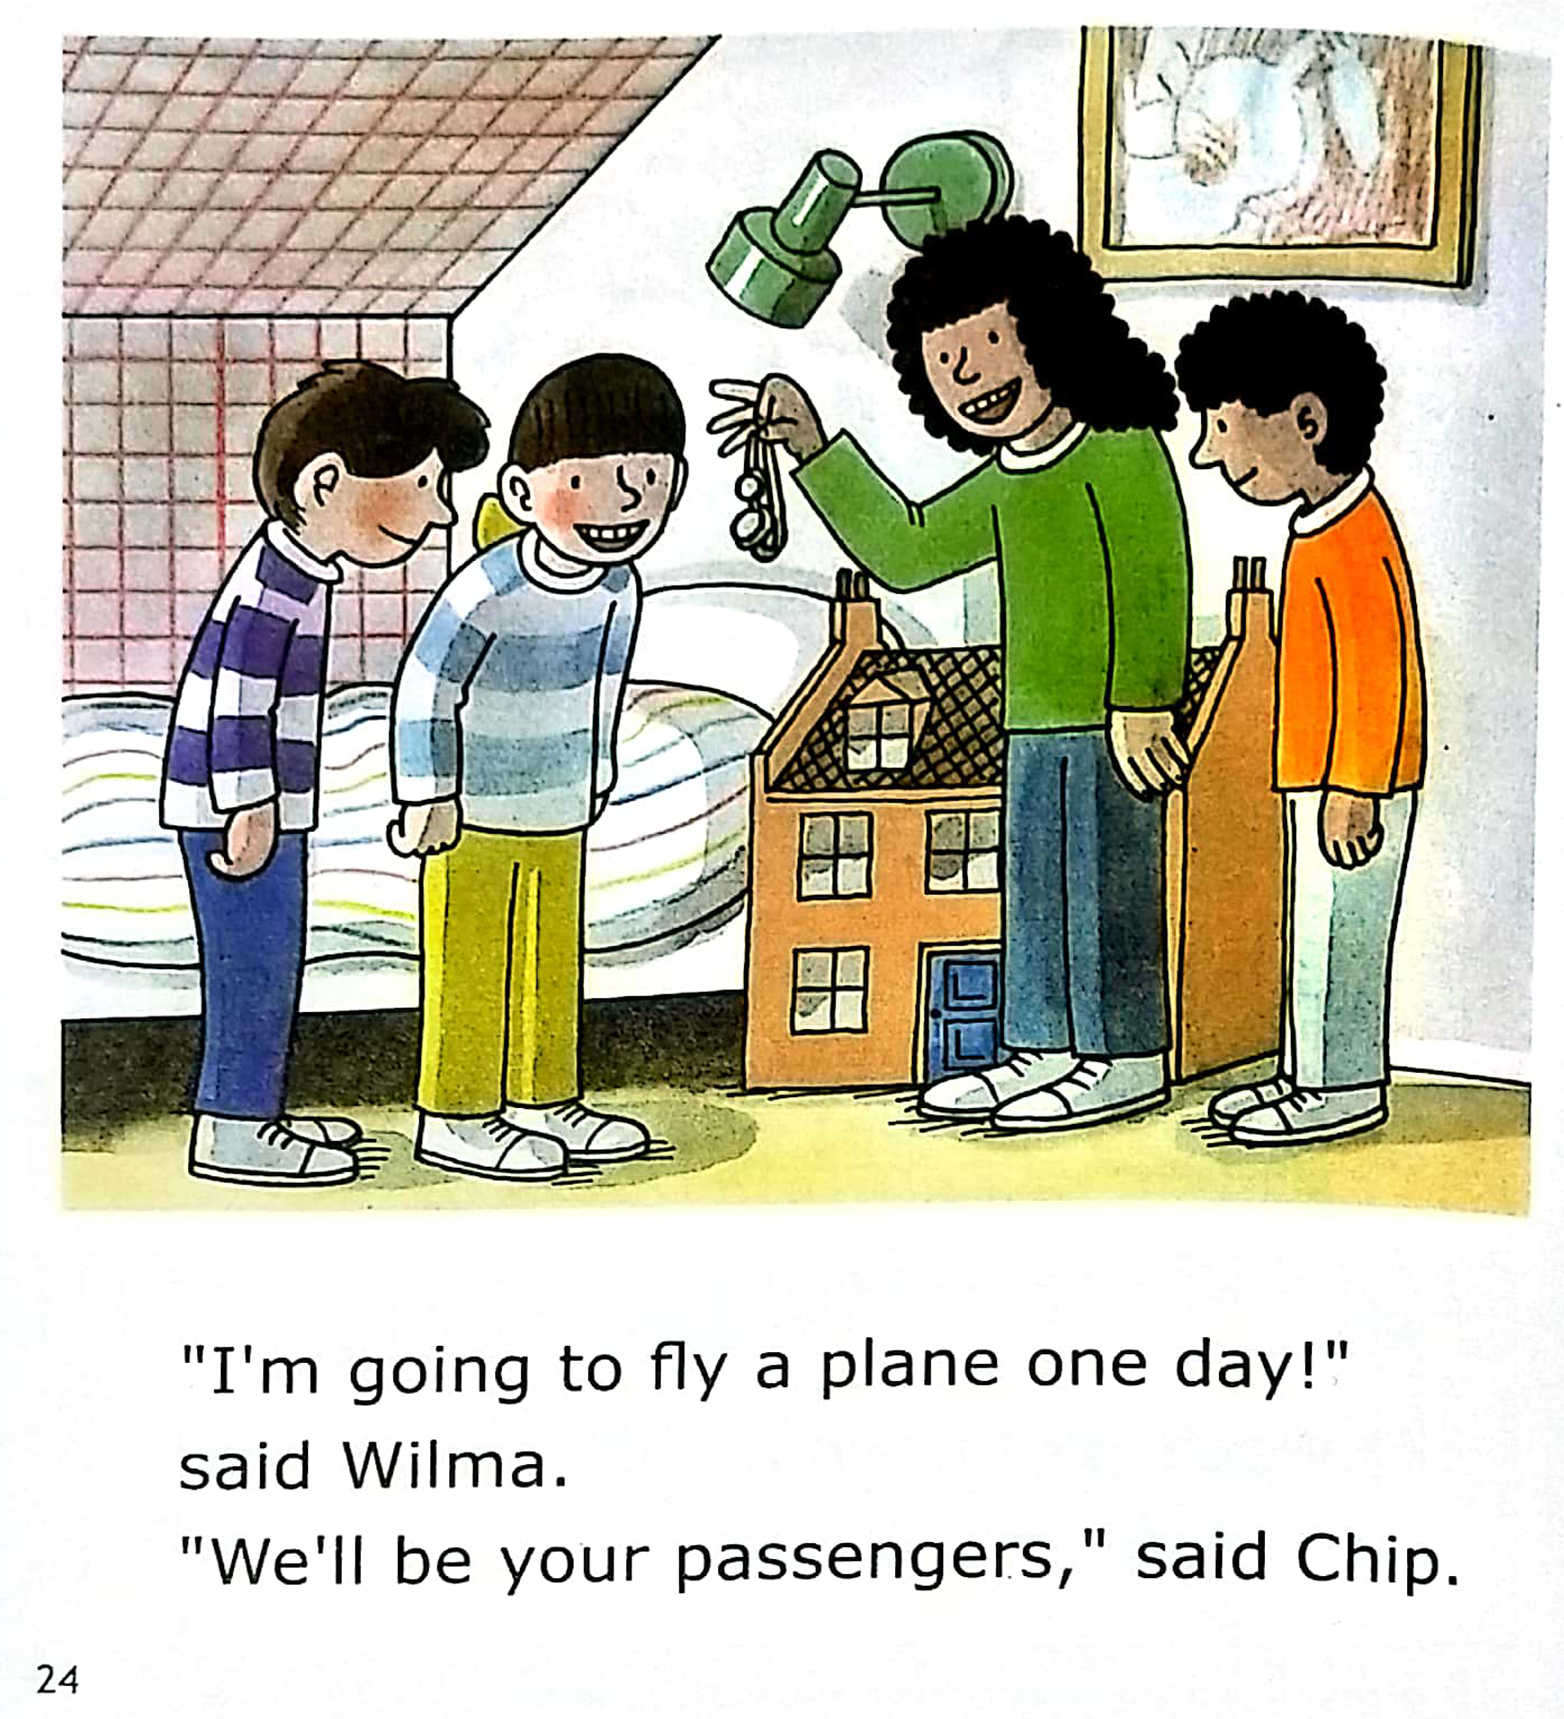 "I'm going to fly a plane one day!"
said Wilma.
"We'll be your passengers," said Chip.
24